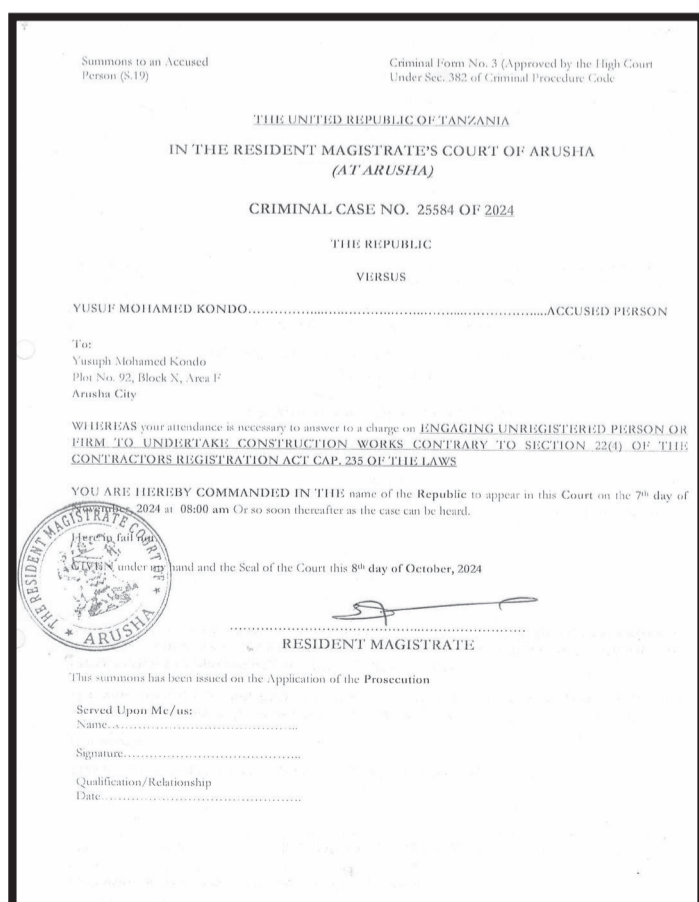 Summons to an Accused
Person (S.19)
Criminal Form No. 3 (Approved by the High Court
Under Sec. 382 of Criminal Procedure Code
THE UNITED REPUBLIC OF TANZANIA
IN THE RESIDENT MAGISTRATE'S COURT OF ARUSHA
(AT ARUSHA)
CRIMINAL CASE NO. 25584 OF 2024
THE REPUBLIC
VERSUS
YUSUF MOHAMED KONDO..........................................................................ACCUSED PERSON
To:
Yusuph Mohamed Kondo
Plot No. 92, Block X, Area F
Arusha City
WHEREAS your attendance is necessary to answer to a charge on ENGAGING UNREGISTERED PERSON OR
FIRM TO UNDERTAKE CONSTRUCTION WORKS CONTRARY TO SECTION 22(4) OF THE
CONTRACTORS REGISTRATION ACT CAP. 235 OF THE LAWS
YOU ARE HEREBY COMMANDED IN THE name of the Republic to appear in this Court on the 7th day of
November, 2024 at 08:00 am Or so soon thereafter as the case can be heard.
Herein fail not
GIVEN under my hand and the Seal of the Court this 8th day of October, 2024
THE RESIDENT MAGISTRATE COURT OF
* ARUSHA *
RESIDENT MAGISTRATE
This summons has been issued on the Application of the Prosecution
Served Upon Me/us:
Name............................................
Signature........................................
Qualification/Relationship
Date.............................................